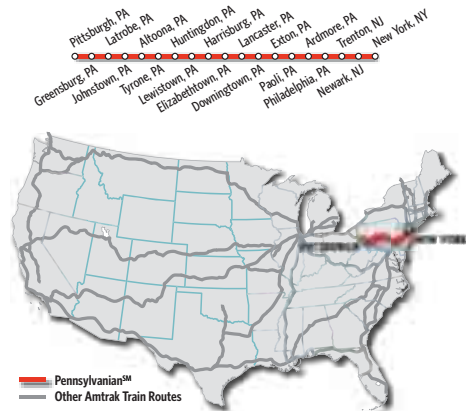 Pittsburgh, PA
Greensburg, PA
Latrobe, PA
Johnstown, PA
Altoona, PA
Tyrone, PA
Huntingdon, PA
Lewistown, PA
Harrisburg, PA
Elizabethtown, PA
Lancaster, PA
Downingtown, PA
Exton, PA
Paoli, PA
Ardmore, PA
Philadelphia, PA
Trenton, NJ
Newark, NJ
New York, NY
NEW YORK
Pennsylvanian℠
Other Amtrak Train Routes